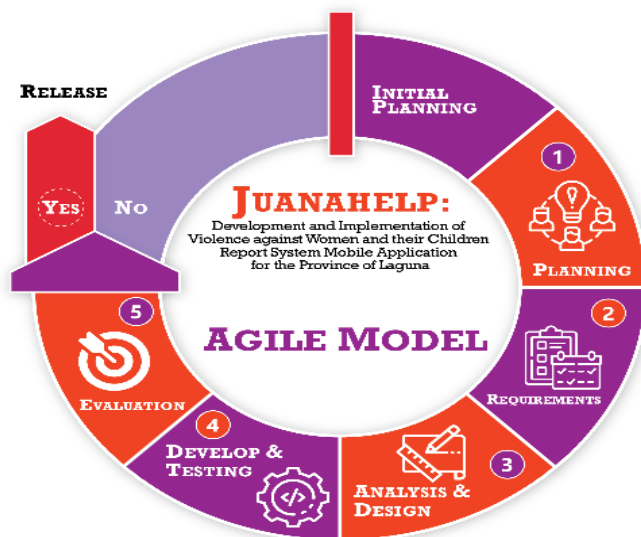 RELEASE
YES
NO
INITIAL
PLANNING
1
PLANNING
2
REQUIREMENTS
3
ANALYSIS &
DESIGN
4
DEVELOP &
TESTING
5
EVALUATION
JUANAHELP:
Development and Implementation of
Violence against Women and their Children
Report System Mobile Application
for the Province of Laguna
AGILE MODEL